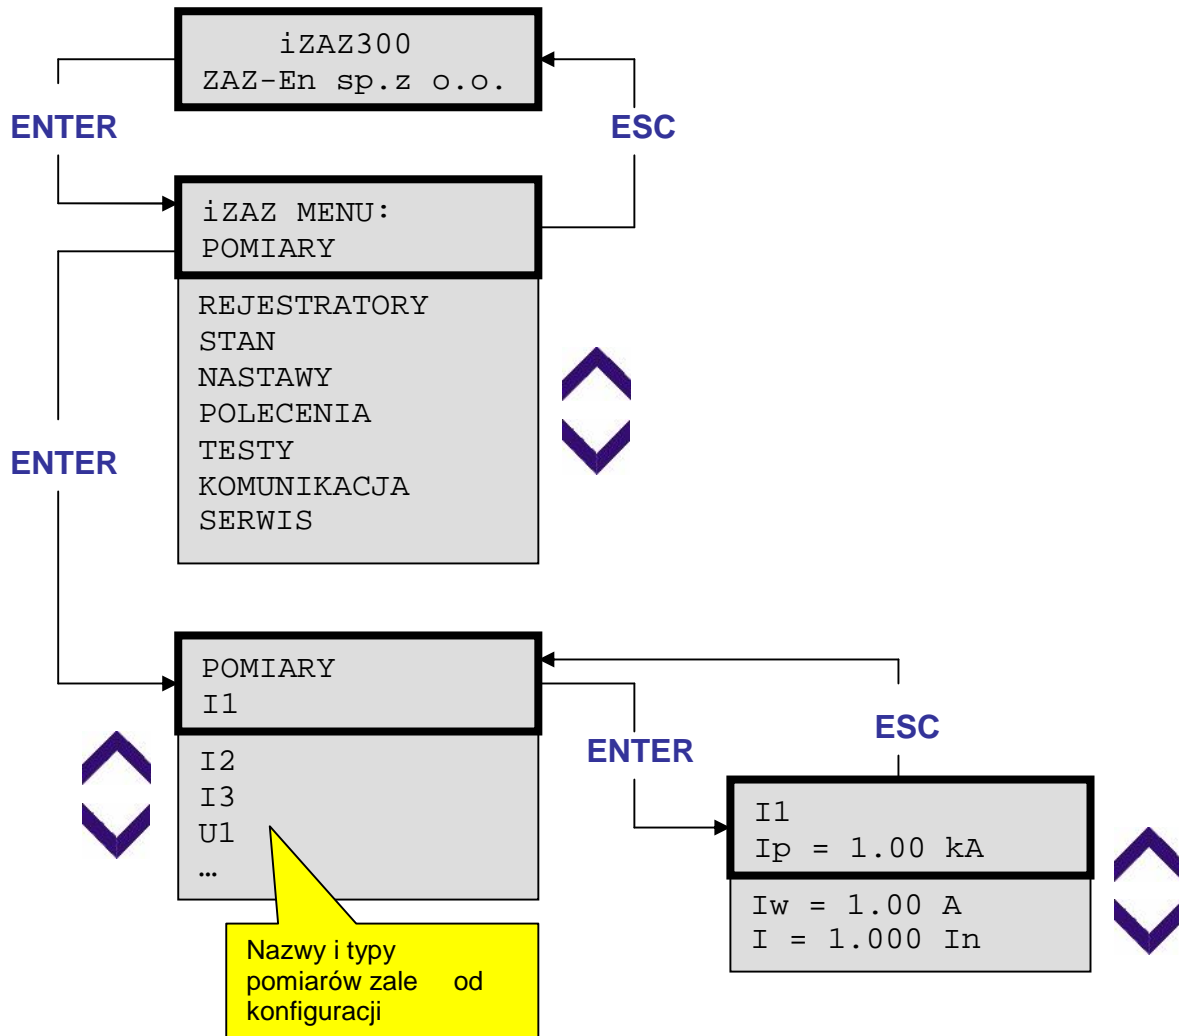 iZAZ300
ZAZ-En sp.z o.o.
ENTER
ESC
iZAZ MENU:
POMIARY
REJESTRATORY
STAN
NASTAWY
POLECENIA
TESTY
KOMUNIKACJA
SERWIS
ENTER
POMIARY
I1
I2
I3
U1
…
ENTER
ESC
I1
Ip = 1.00 kA
Iw = 1.00 A
I = 1.000 In
Nazwy i typy
pomiarów zale od
konfiguracji